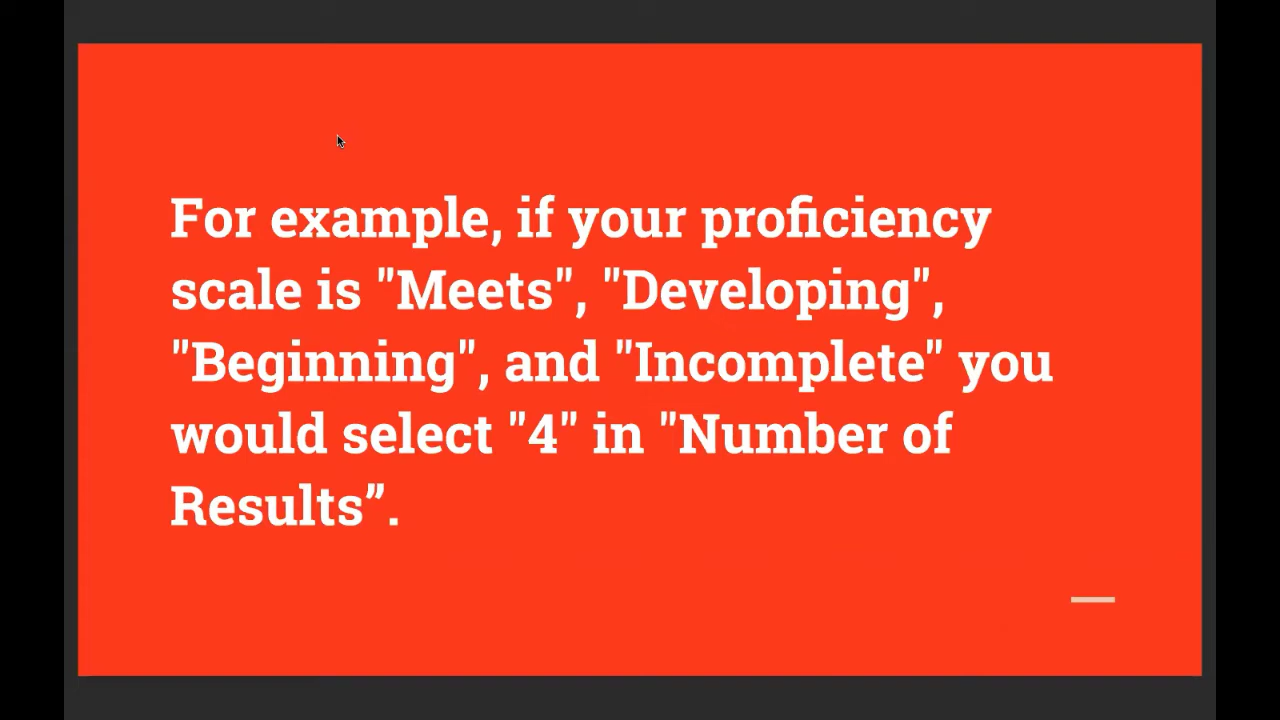 For example, if your proficiency
scale is "Meets", "Developing",
"Beginning", and "Incomplete" you
would select "4" in "Number of
Results”.